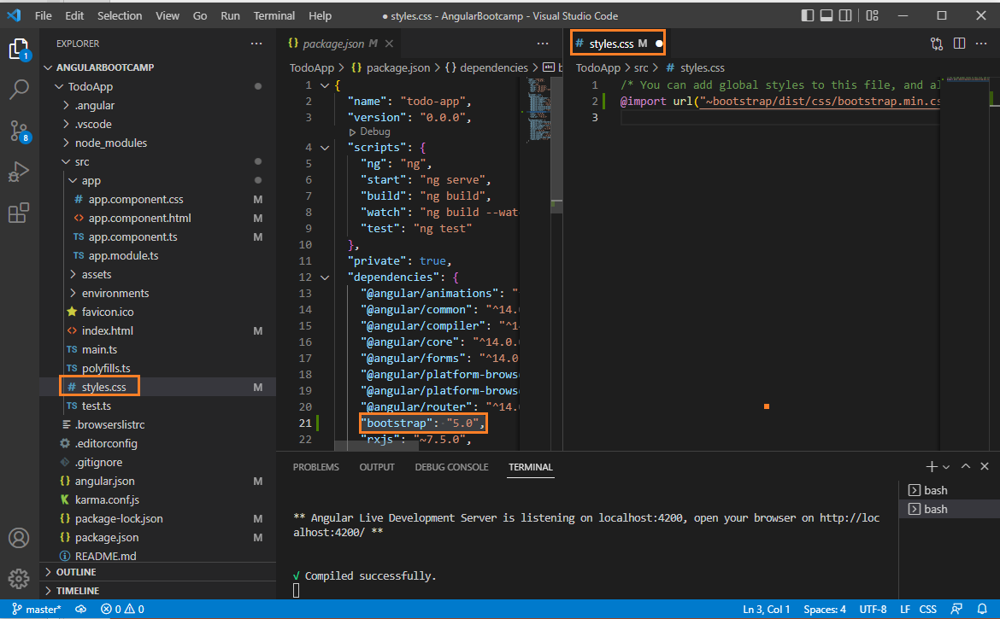 File Edit Selection View Go Run Terminal Help
● styles.css - AngularBootcamp - Visual Studio Code
EXPLORER
ANGULARBOOTCAMP
TodoApp
.angular
.vscode
node_modules
src
app
# app.component.css M
<> app.component.html M
TS app.component.ts M
TS app.module.ts
assets
environments
favicon.ico
<> index.html M
TS main.ts
TS polyfills.ts
# styles.css M
TS test.ts
.browserslistrc
.editorconfig
.gitignore
{} angular.json M
karma.conf.js
{} package-lock.json M
{} package.json M
README.md
OUTLINE
TIMELINE
1
8
{} package.json M
TodoApp > {} package.json > {} dependencies > abc b
1 {
2 "name": "todo-app",
3 "version": "0.0.0",
Debug
4 "scripts": {
5 "ng": "ng",
6 "start": "ng serve",
7 "build": "ng build",
8 "watch": "ng build --wat
9 "test": "ng test"
10 },
11 "private": true,
12 "dependencies": {
13 "@angular/animations": "
14 "@angular/common": "^14.
15 "@angular/compiler": "^1
16 "@angular/core": "^14.0.
17 "@angular/forms": "^14.0
18 "@angular/platform-brows
19 "@angular/platform-brows
20 "@angular/router": "^14.
21 "bootstrap": "5.0",
22 "rxjs": "~7.5.0",
# styles.css M ●
TodoApp > src > # styles.css
1 /* You can add global styles to this file, and al
2 @import url("~bootstrap/dist/css/bootstrap.min.cs
3
PROBLEMS OUTPUT DEBUG CONSOLE TERMINAL
** Angular Live Development Server is listening on localhost:4200, open your browser on http://loc
alhost:4200/ **
√ Compiled successfully.
bash
bash
master* 0 0 Ln 3, Col 1 Spaces: 4 UTF-8 LF CSS